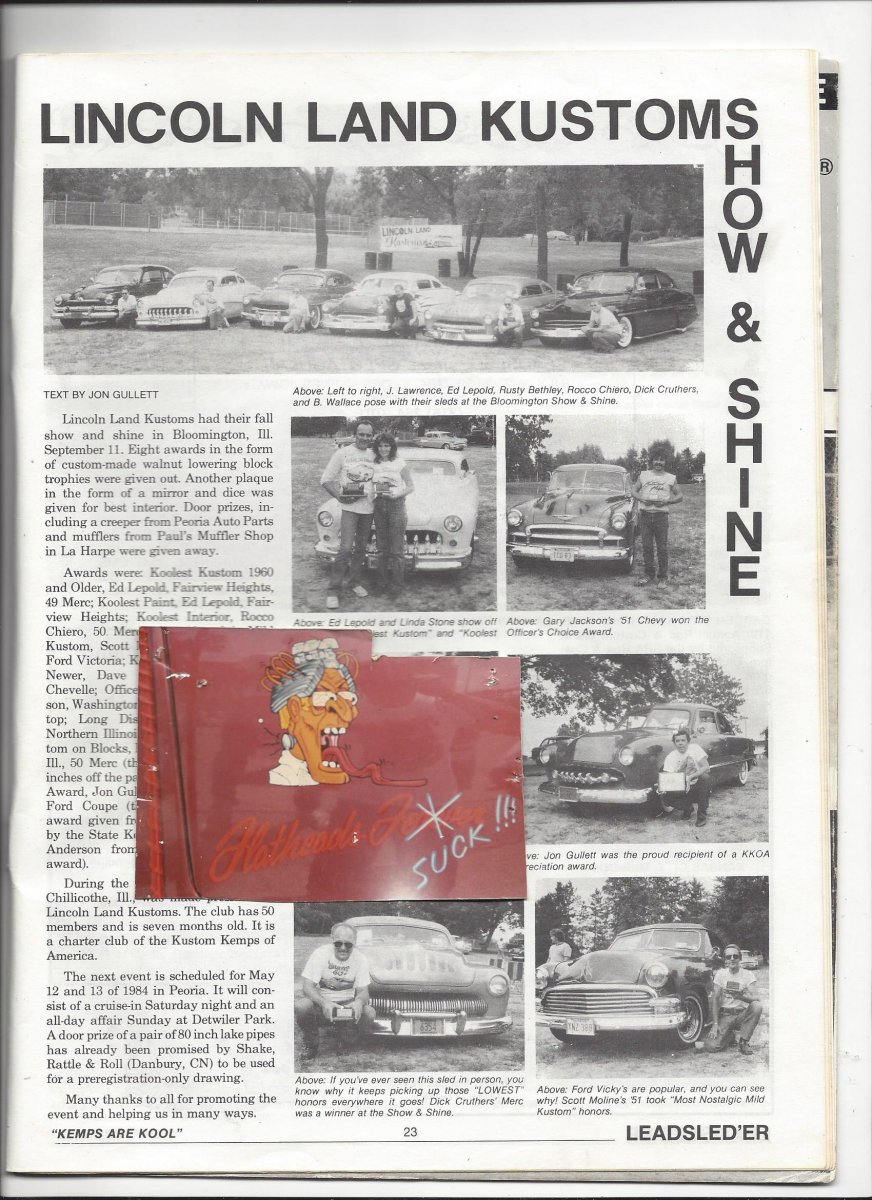 LINCOLN LAND KUSTOMS
SHOW & SHINE
®
LINCOLN LAND
Kustoms
TEXT BY JON GULLETT
Above: Left to right, J. Lawrence, Ed Lepold, Rusty Bethley, Rocco Chiero, Dick Cruthers,
and B. Wallace pose with their sleds at the Bloomington Show & Shine.
Lincoln Land Kustoms had their fall
show and shine in Bloomington, Ill.
September 11. Eight awards in the form
of custom-made walnut lowering block
trophies were given out. Another plaque
in the form of a mirror and dice was
given for best interior. Door prizes, in-
cluding a creeper from Peoria Auto Parts
and mufflers from Paul's Muffler Shop
in La Harpe were given away.
Awards were: Koolest Kustom 1960
and Older, Ed Lepold, Fairview Heights,
49 Merc; Koolest Paint, Ed Lepold, Fair-
view Heights; Koolest Interior, Rocco
Chiero, 50 Merc
Kustom, Scott
Ford Victoria;
Newer, Dave
Chevelle; Office
son, Washington
top; Long Dis
Northern Illinoi
tom on Blocks,
Ill., 50 Merc (th
inches off the pa
Award, Jon Gul
Ford Coupe (t
award given fr
by the State K
Anderson from
award).
During the
Chillicothe, Ill., was made
Lincoln Land Kustoms. The club has 50
members and is seven months old. It is
a charter club of the Kustom Kemps of
America.
The next event is scheduled for May
12 and 13 of 1984 in Peoria. It will con-
sist of a cruise-in Saturday night and an
all-day affair Sunday at Detwiler Park.
A door prize of a pair of 80 inch lake pipes
has already been promised by Shake,
Rattle & Roll (Danbury, CN) to be used
for a preregistration-only drawing.
Many thanks to all for promoting the
event and helping us in many ways.
Above: Ed Lepold and Linda Stone show off
lest Kustom" and "Koolest
Above: Gary Jackson's '51 Chevy won the
Officer's Choice Award.
Flatheads
SUCK!!!
ve: Jon Gullett was the proud recipient of a KKOA
reciation award.
6354
YNZ 389
Above: If you've ever seen this sled in person, you
know why it keeps picking up those "LOWEST"
honors everywhere it goes! Dick Cruthers' Merc
was a winner at the Show & Shine.
Above: Ford Vicky's are popular, and you can see
why! Scott Moline's '51 took "Most Nostalgic Mild
Kustom" honors.
"KEMPS ARE KOOL"
23
LEADSLED'ER